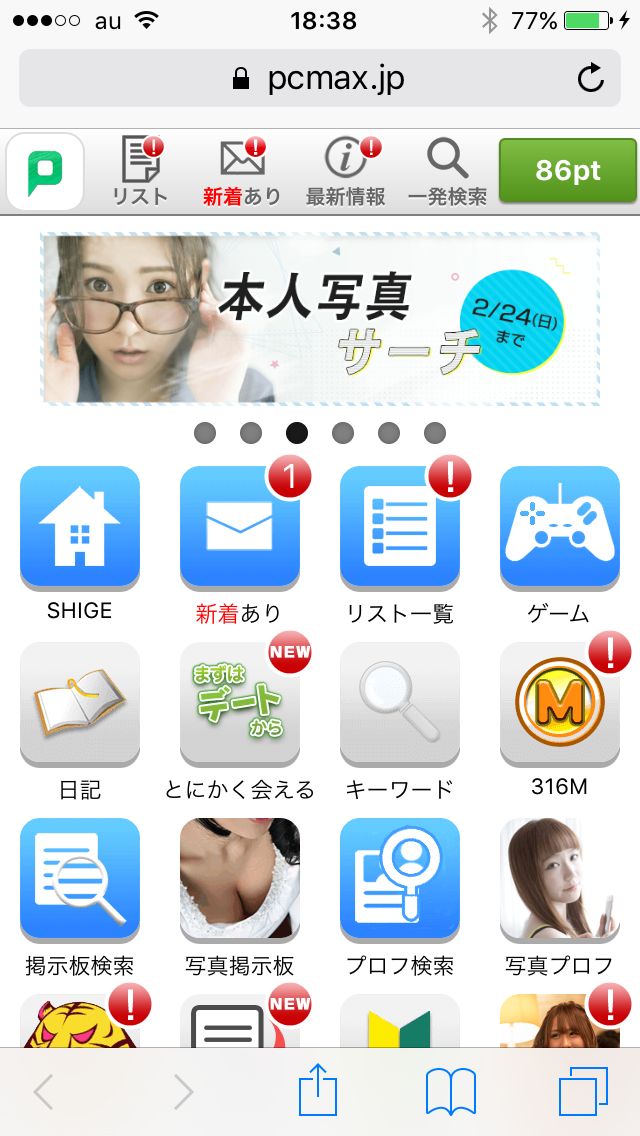 au 18:38 77%
pcmax.jp
リスト 新着あり 最新情報 一発検索 86pt
本人写真
サーチ
2/24(日)
まで
1
SHIGE 新着あり リスト一覧 ゲーム
NEW
まずは
デート
から
M
日記 とにかく会える キーワード 316M
掲示板検索 写真掲示板 プロフ検索 写真プロフ
NEW